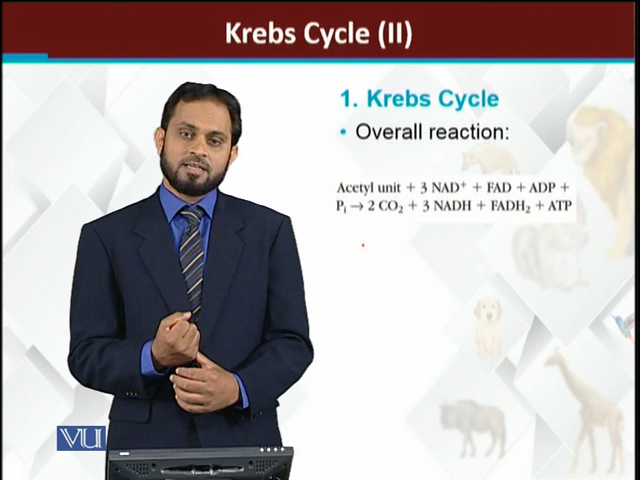 Krebs Cycle (II)
1. Krebs Cycle
• Overall reaction:
Acetyl unit + 3 NAD⁺ + FAD + ADP +
Pᵢ → 2 CO₂ + 3 NADH + FADH₂ + ATP
VU